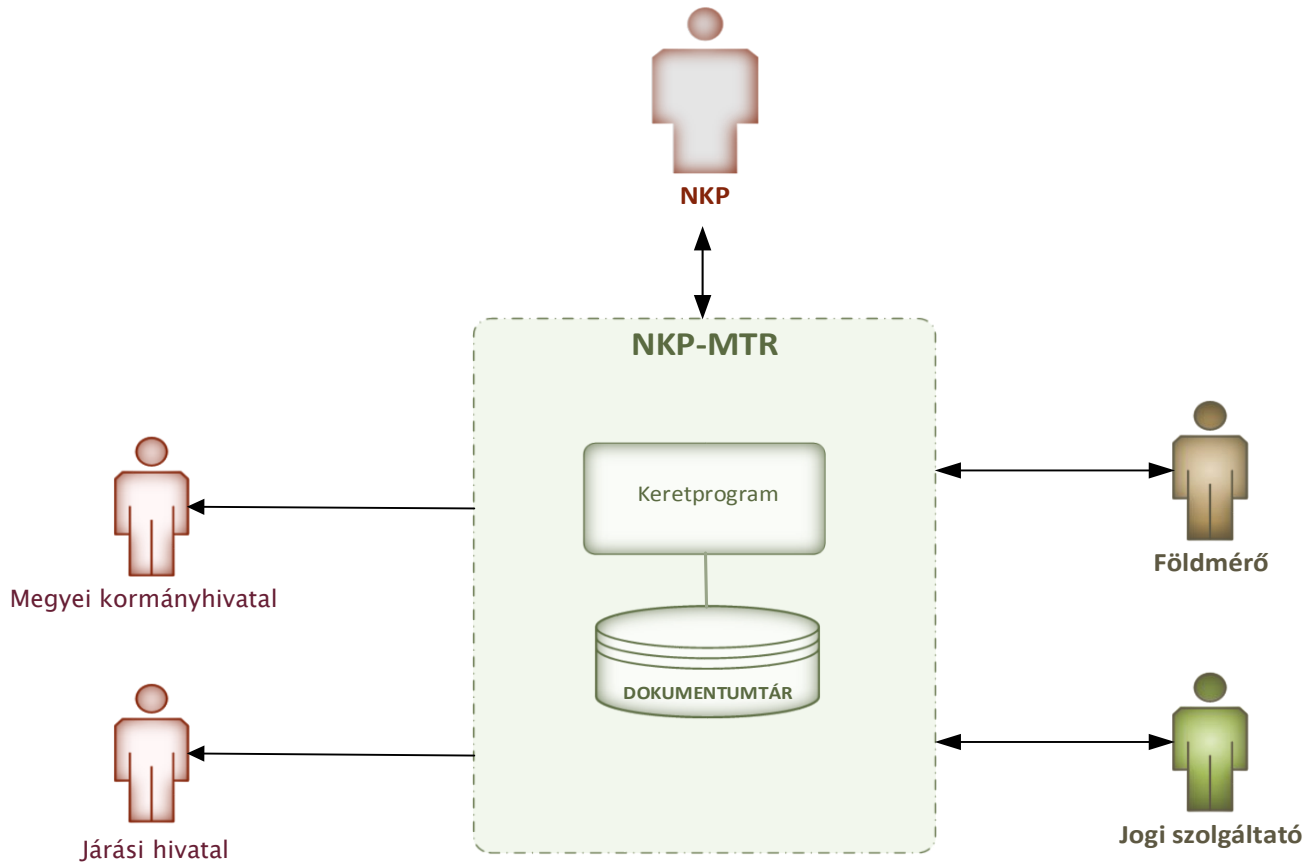 NKP
NKP-MTR
Keretprogram
DOKUMENTUMTÁR
Megyei kormányhivatal
Járási hivatal
Földmérő
Jogi szolgáltató